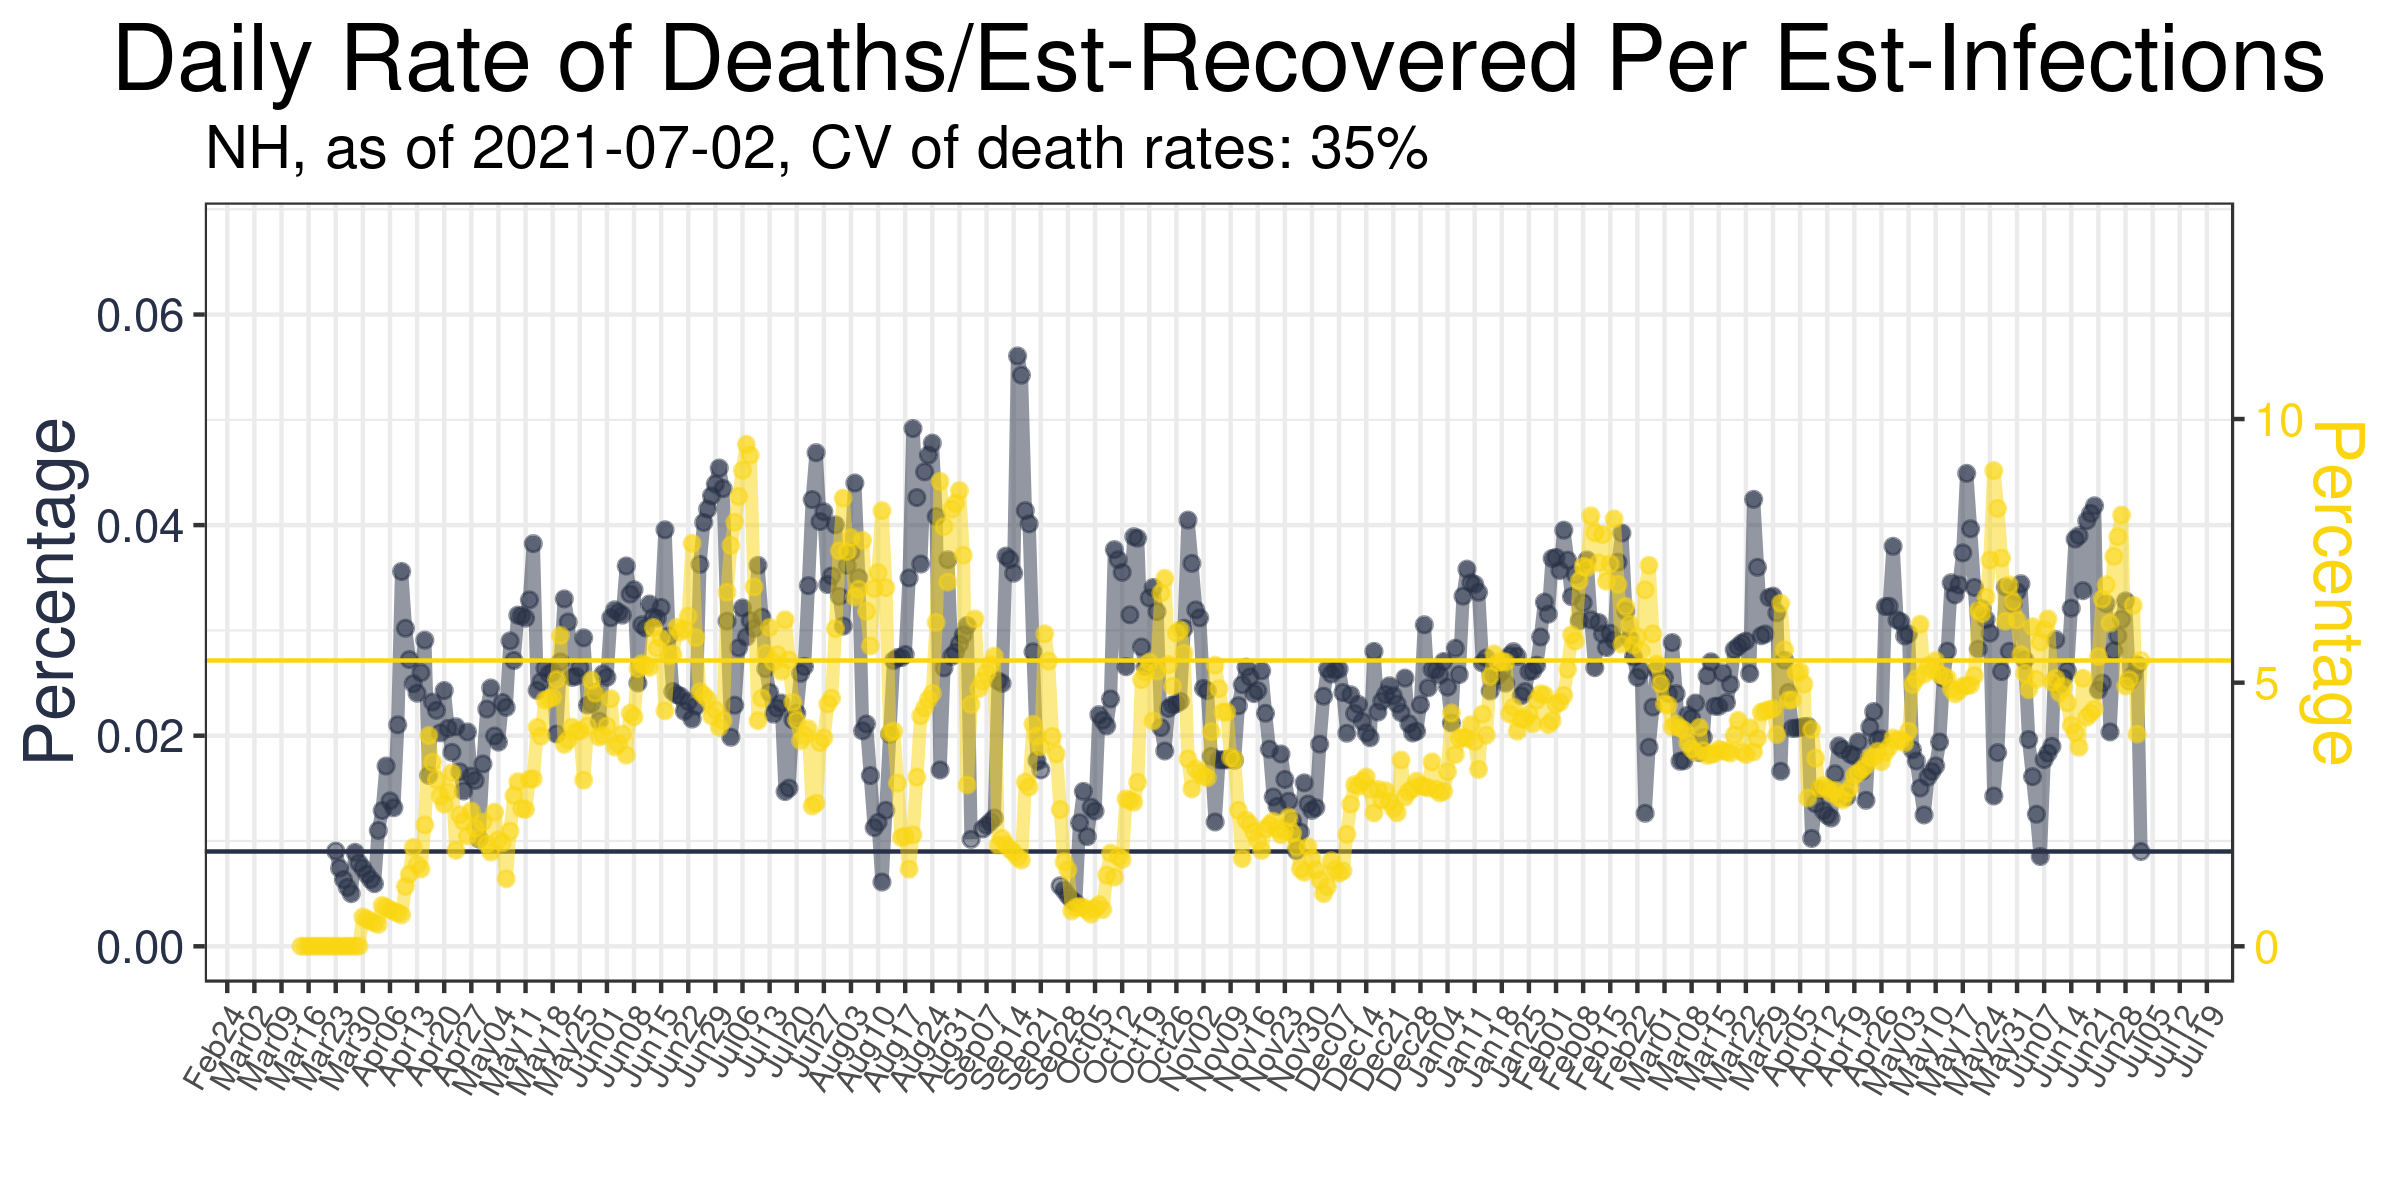 Daily Rate of Deaths/Est-Recovered Per Est-Infections
NH, as of 2021-07-02, CV of death rates: 35%
Percentage
0.06
0.04
0.02
0.00
10
5
0
Percentage
Feb24
Mar02
Mar09
Mar16
Mar23
Mar30
Apr06
Apr13
Apr20
Apr27
May04
May11
May18
May25
Jun01
Jun08
Jun15
Jun22
Jun29
Jul06
Jul13
Jul20
Jul27
Aug03
Aug10
Aug17
Aug24
Aug31
Sep07
Sep14
Sep21
Sep28
Oct05
Oct12
Oct19
Oct26
Nov02
Nov09
Nov16
Nov23
Nov30
Dec07
Dec14
Dec21
Dec28
Jan04
Jan11
Jan18
Jan25
Feb01
Feb08
Feb15
Feb22
Mar01
Mar08
Mar15
Mar22
Mar29
Apr05
Apr12
Apr19
Apr26
May03
May10
May17
May24
May31
Jun07
Jun14
Jun21
Jun28
Jul05
Jul12
Jul19